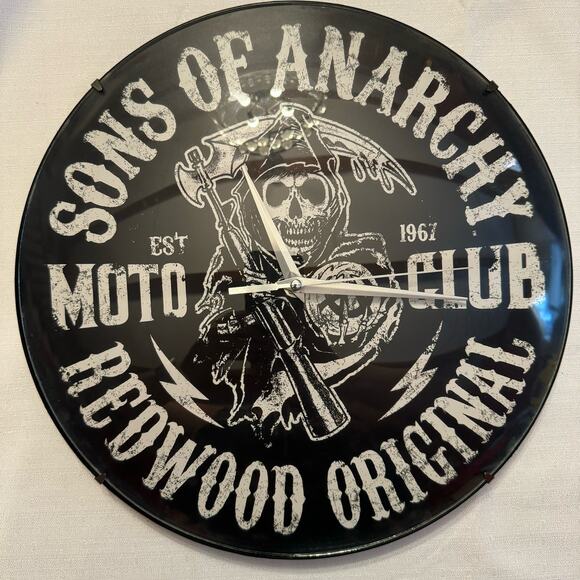 SONS OF ANARCHY
EST 1967
MOTO CLUB
REDWOOD ORIGINAL